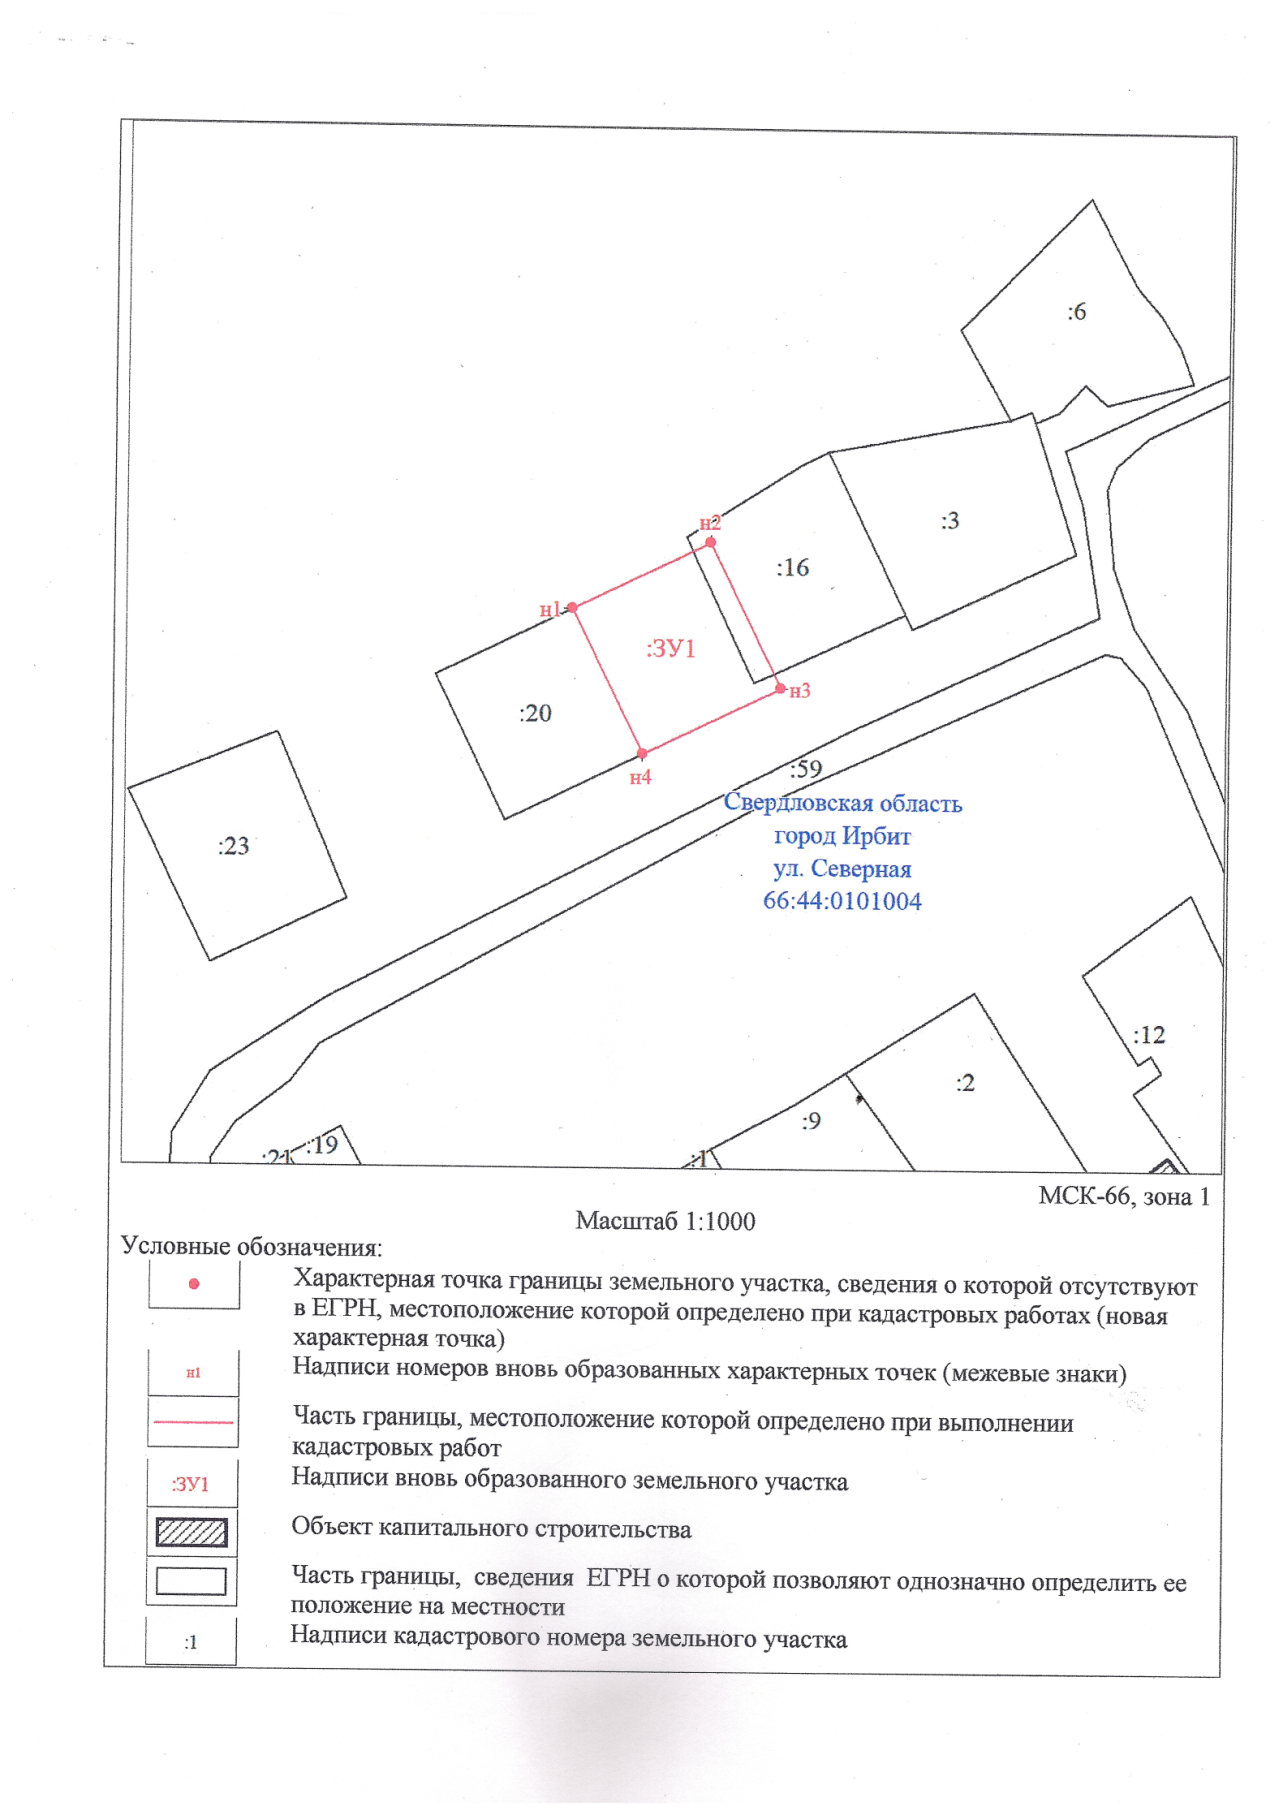 :6
:3
н2
:16
н1
:ЗУ1
н3
:20
н4
:59
Свердловская область
город Ирбит
ул. Северная
66:44:0101004
:23
:12
:2
:9
:19
:21
:1
МСК-66, зона 1
Масштаб 1:1000
Условные обозначения:
Характерная точка границы земельного участка, сведения о которой отсутствуют
в ЕГРН, местоположение которой определено при кадастровых работах (новая
характерная точка)
н1
Надписи номеров вновь образованных характерных точек (межевые знаки)
Часть границы, местоположение которой определено при выполнении
кадастровых работ
:ЗУ1
Надписи вновь образованного земельного участка
Объект капитального строительства
Часть границы, сведения ЕГРН о которой позволяют однозначно определить ее
положение на местности
:1
Надписи кадастрового номера земельного участка